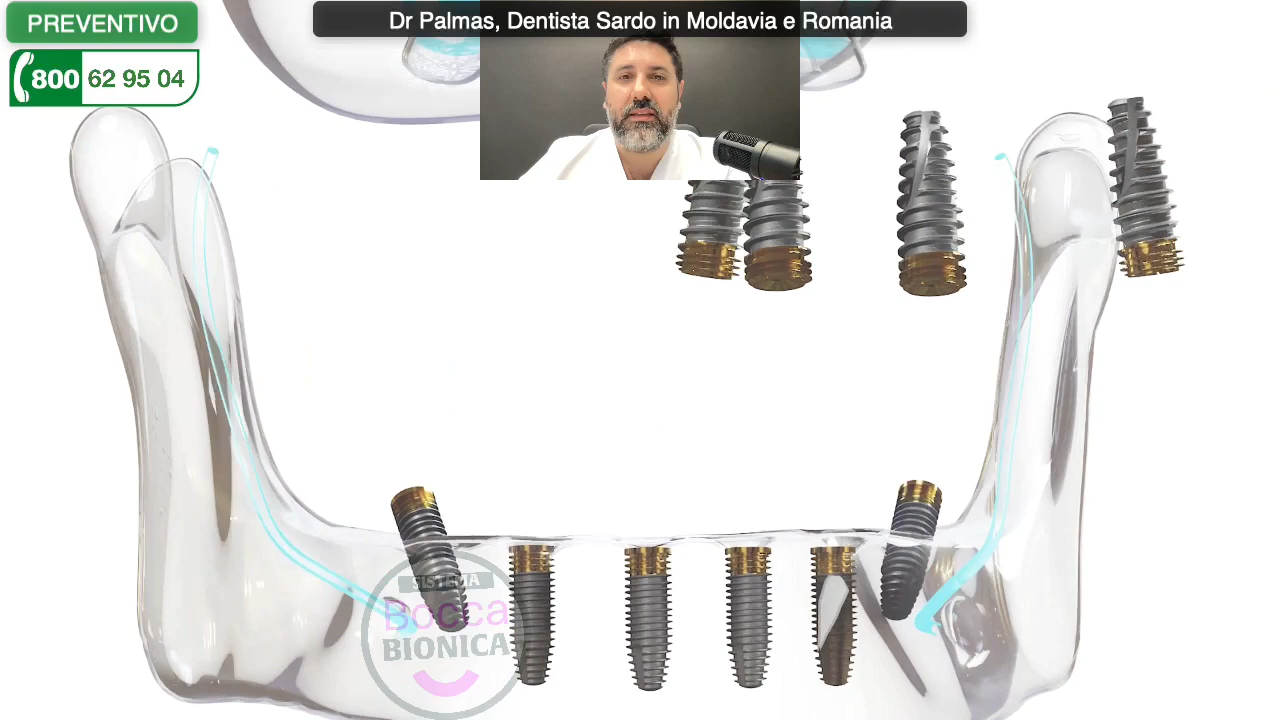 PREVENTIVO
Dr Palmas, Dentista Sardo in Moldavia e Romania
800 62 95 04
SISTEMA
Bocca
BIONICA